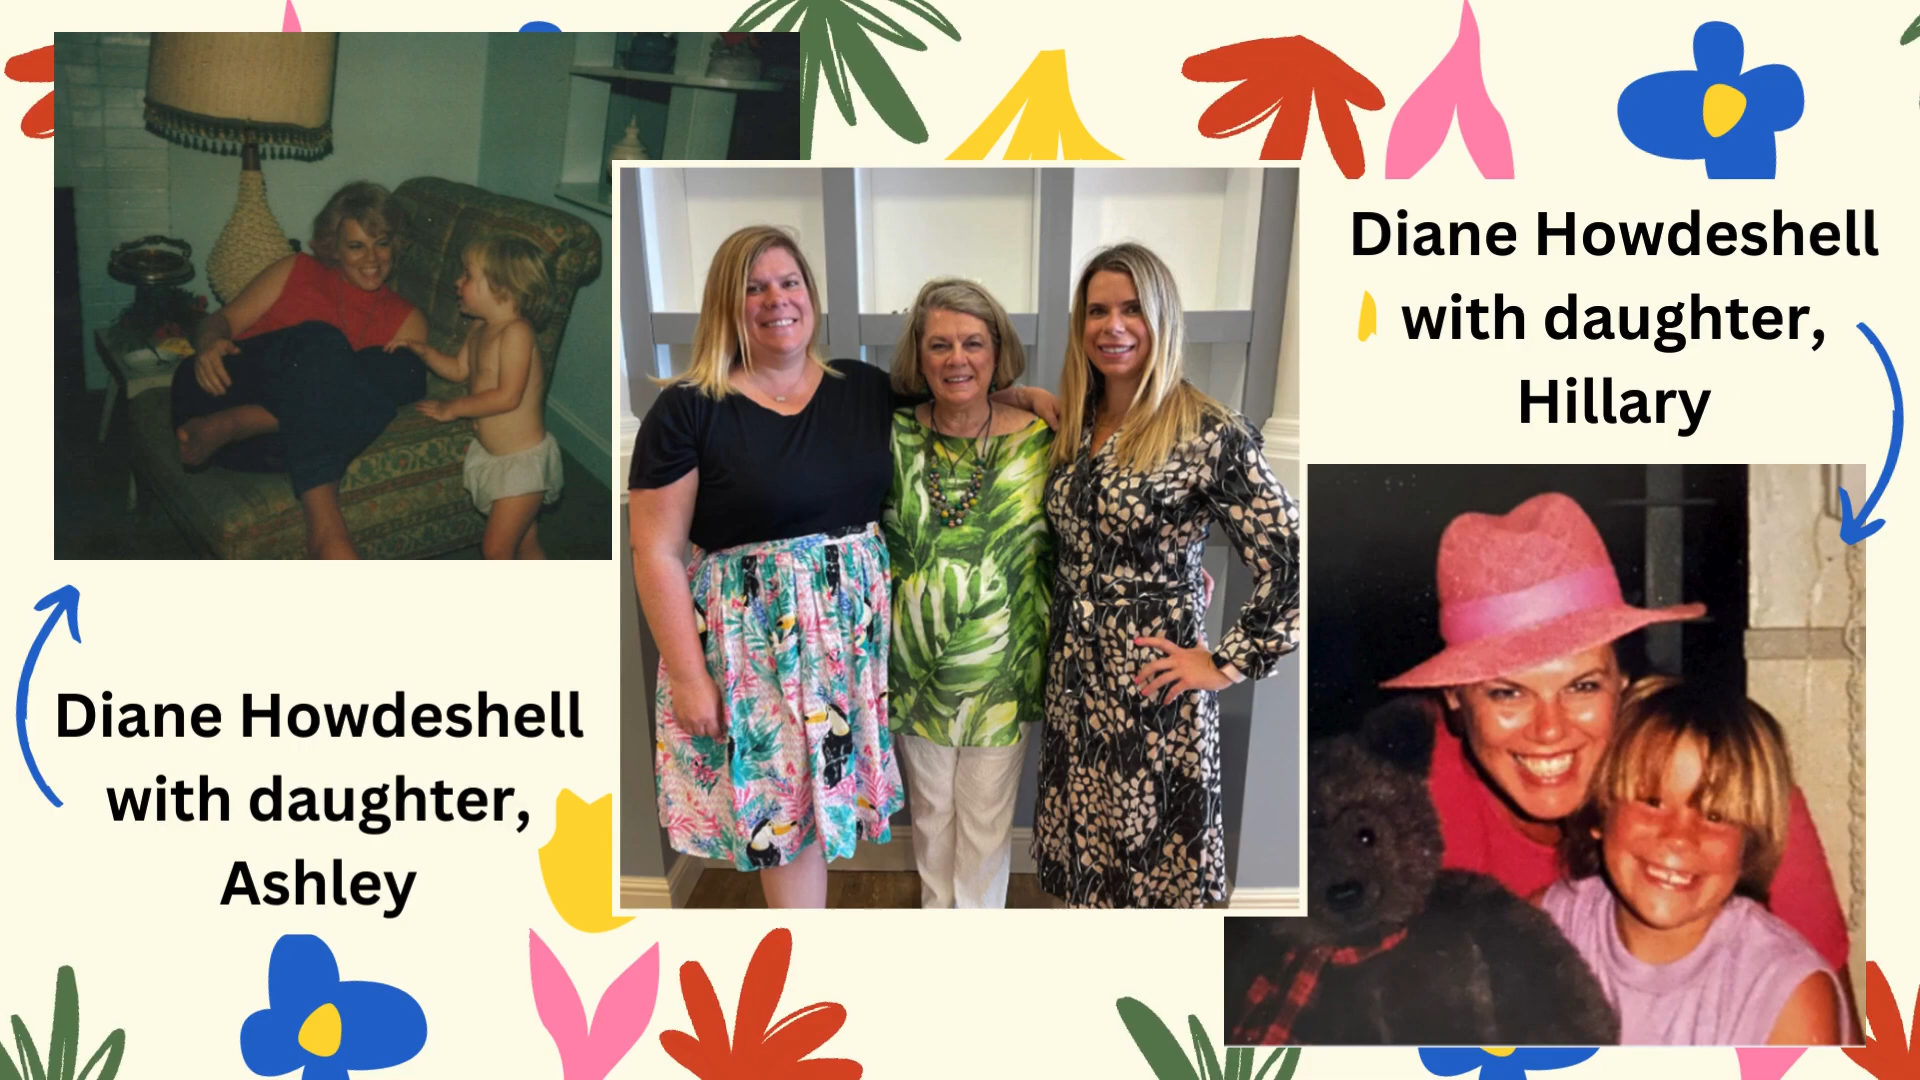 Diane Howdeshell
with daughter,
Hillary
Diane Howdeshell
with daughter,
Ashley